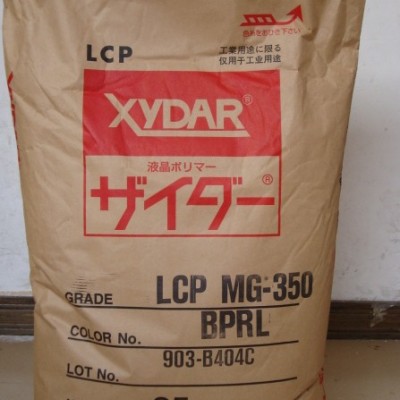 LCP
工業用途に限る
仅用于工业用途
XYDAR®
液晶ポリマー
ザイダー®
GRADE LCP MG-350
COLOR No. BPRL
LOT No. 903-B404C